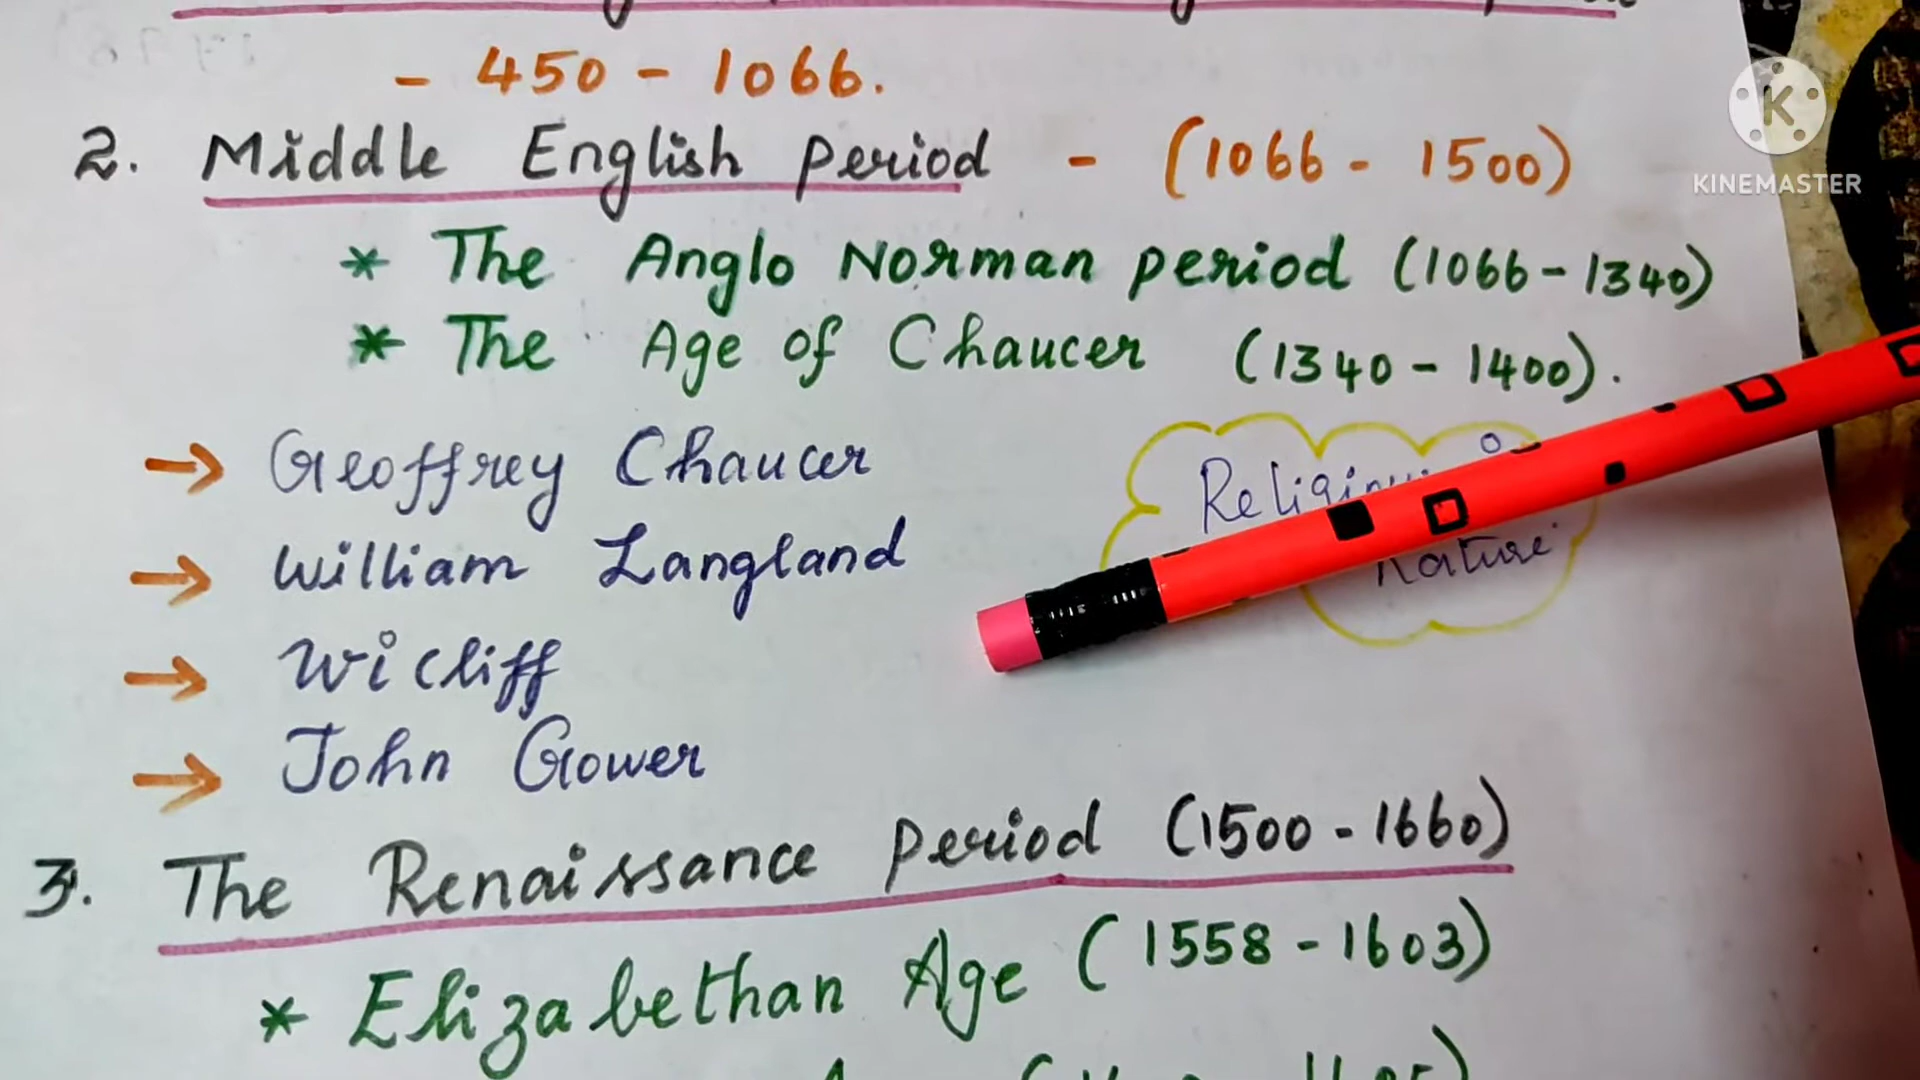 - 450 - 1066.
2. Middle English Period - (1066 - 1500)
KINEMASTER
* The Anglo Norman period (1066 - 1340)
* The Age of Chaucer (1340 - 1400).
→ Geoffrey Chaucer
→ William Langland
→ Wicliff
→ John Gower
Nature
3. The Renaissance period (1500 - 1660)
* Elizabethan Age (1558 - 1603)